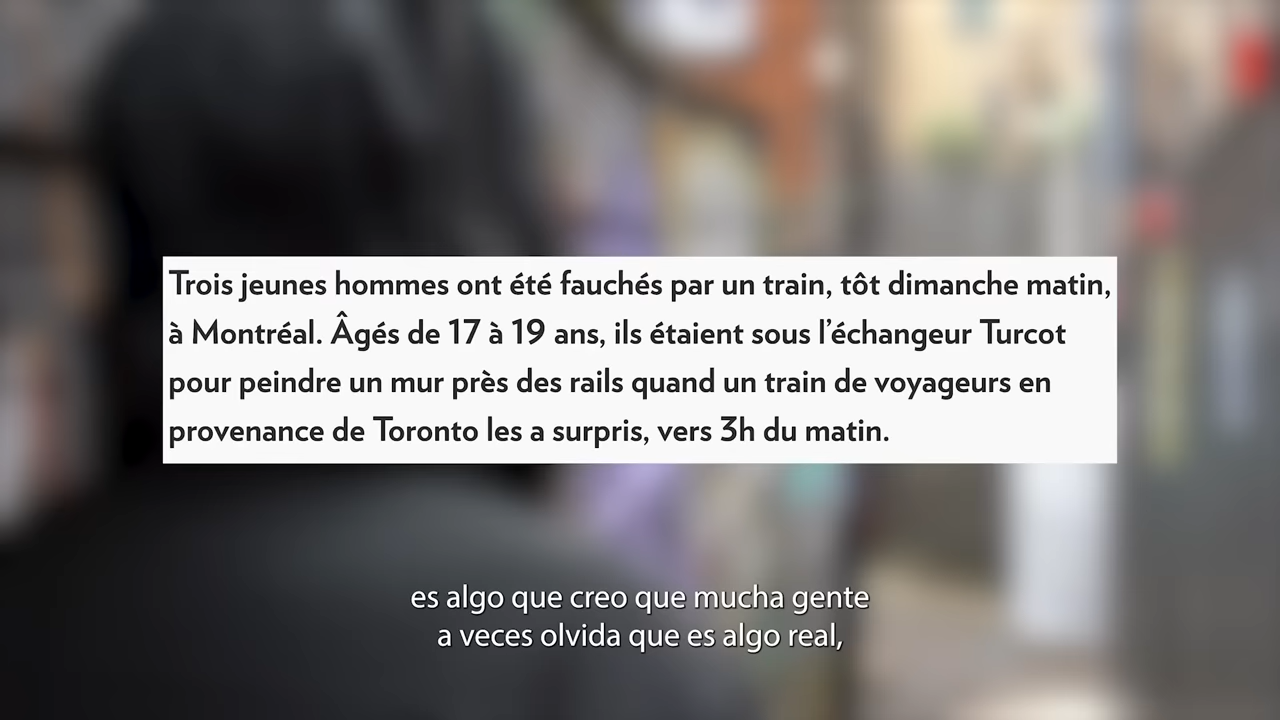 Trois jeunes hommes ont été fauchés par un train, tôt dimanche matin,
à Montréal. Âgés de 17 à 19 ans, ils étaient sous l’échangeur Turcot
pour peindre un mur près des rails quand un train de voyageurs en
provenance de Toronto les a surpris, vers 3h du matin.
es algo que creo que mucha gente
a veces olvida que es algo real,